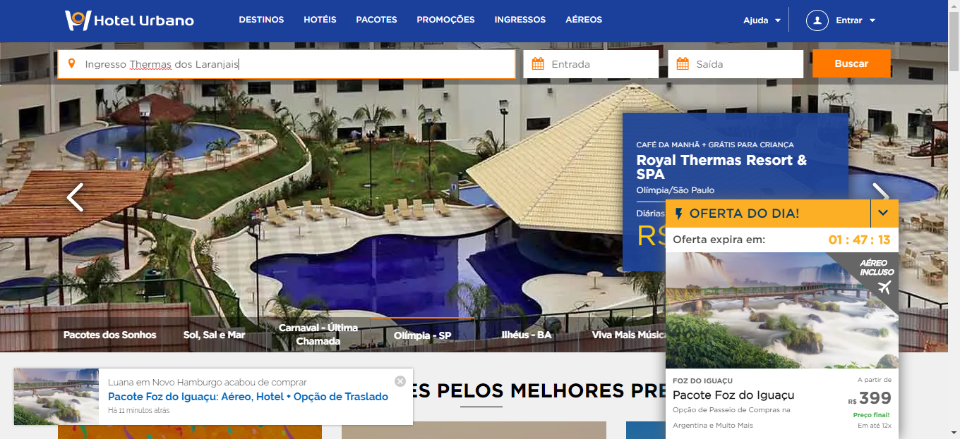 Hotel Urbano
DESTINOS HOTÉIS PACOTES PROMOÇÕES INGRESSOS AÉREOS
Ajuda Entrar
Ingresso Thermas dos Laranjais
Entrada
Saída
Buscar
CAFÉ DA MANHÃ + GRÁTIS PARA CRIANÇA
Royal Thermas Resort &
SPA
Olímpia/São Paulo
Diárias
R$
OFERTA DO DIA!
Oferta expira em: 01 : 47 : 13
AÉREO
INCLUSO
Pacotes dos Sonhos
Sol, Sal e Mar
Carnaval - Última
Chamada
Olímpia - SP
Ilhéus - BA
Viva Mais Músic
Luana em Novo Hamburgo acabou de comprar
Pacote Foz do Iguaçu: Aéreo, Hotel + Opção de Traslado
Há 11 minutos atrás
ES PELOS MELHORES PRE
FOZ DO IGUAÇU
Pacote Foz do Iguaçu
Opção de Passeio de Compras na
Argentina e Muito Mais
A partir de
R$ 399
Preço final!
Em até 12x